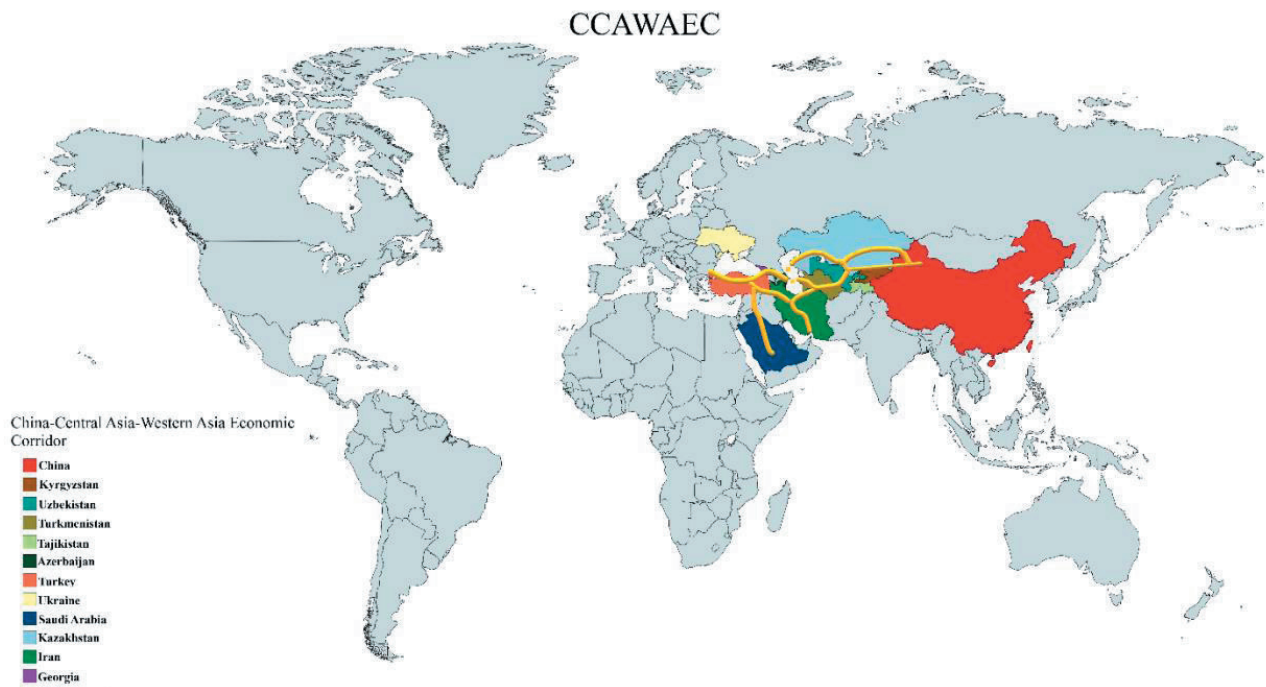 CCAWAEC
China-Central Asia-Western Asia Economic
Corridor
China
Kyrgyzstan
Uzbekistan
Turkmenistan
Tajikistan
Azerbaijan
Turkey
Ukraine
Saudi Arabia
Kazakhstan
Iran
Georgia